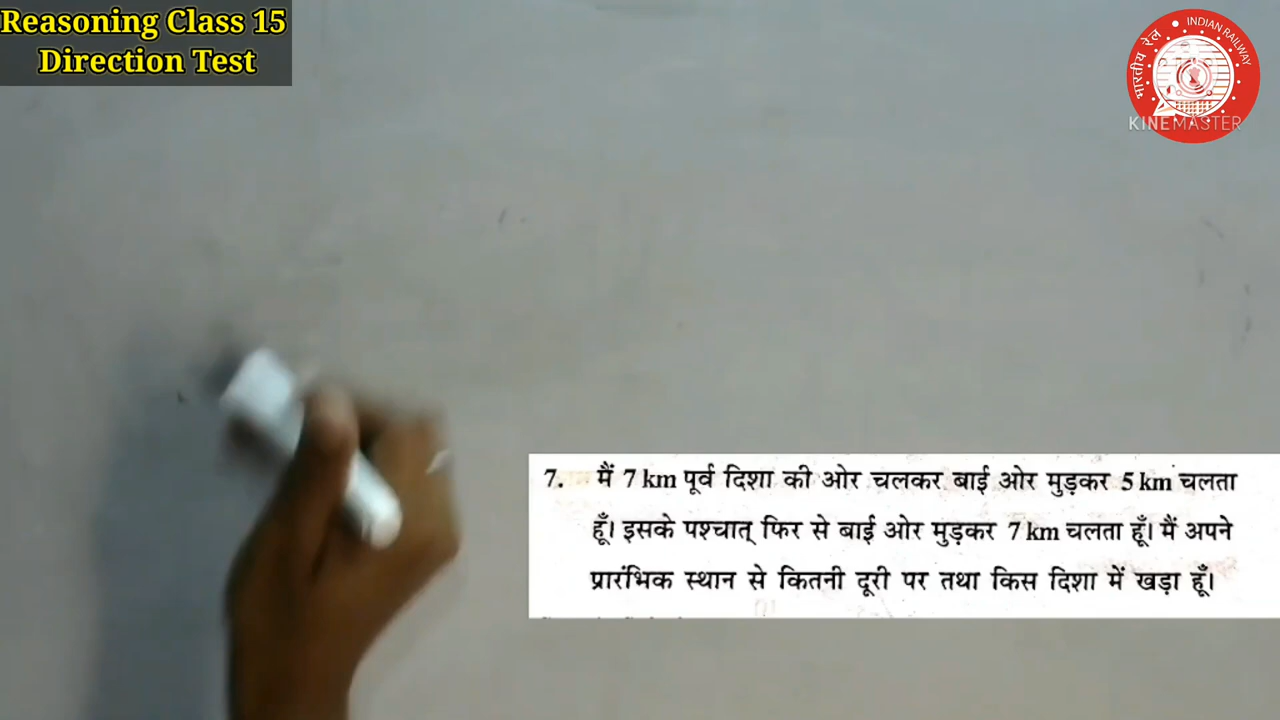 Reasoning Class 15
Direction Test
भारतीय रेल
INDIAN RAILWAY
KINEMASTER
7. मैं 7 km पूर्व दिशा की ओर चलकर बाई ओर मुड़कर 5 km चलता
हूँ। इसके पश्चात् फिर से बाई ओर मुड़कर 7 km चलता हूँ। मैं अपने
प्रारंभिक स्थान से कितनी दूरी पर तथा किस दिशा में खड़ा हूँ।